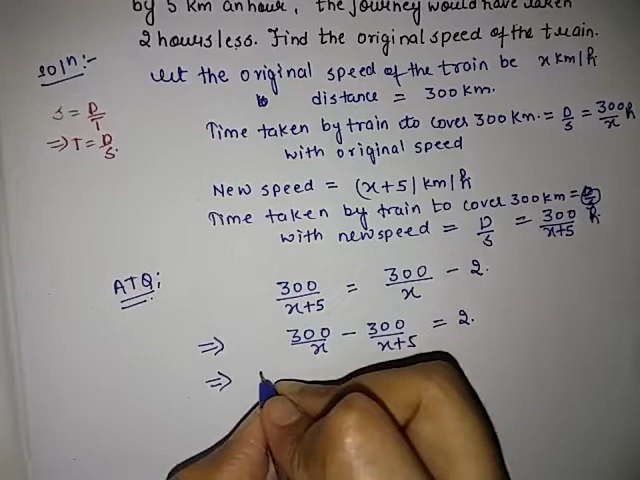 by 5 km an hour, the journey would have taken
2 hours less. Find the original speed of the train.
Solⁿ:-
Let the original speed of the train be x km/h
distance = 300 km.
S = D/T
⇒ T = D/S.
Time taken by train to cover 300 km. = D/S = 300/x h
with original speed
New speed = (x+5) km/h
Time taken by train to cover 300 km =
with new speed = D/S = 300/x+5 h
ATQ:
300/x+5 = 300/x - 2.
⇒ 300/x - 300/x+5 = 2.
⇒